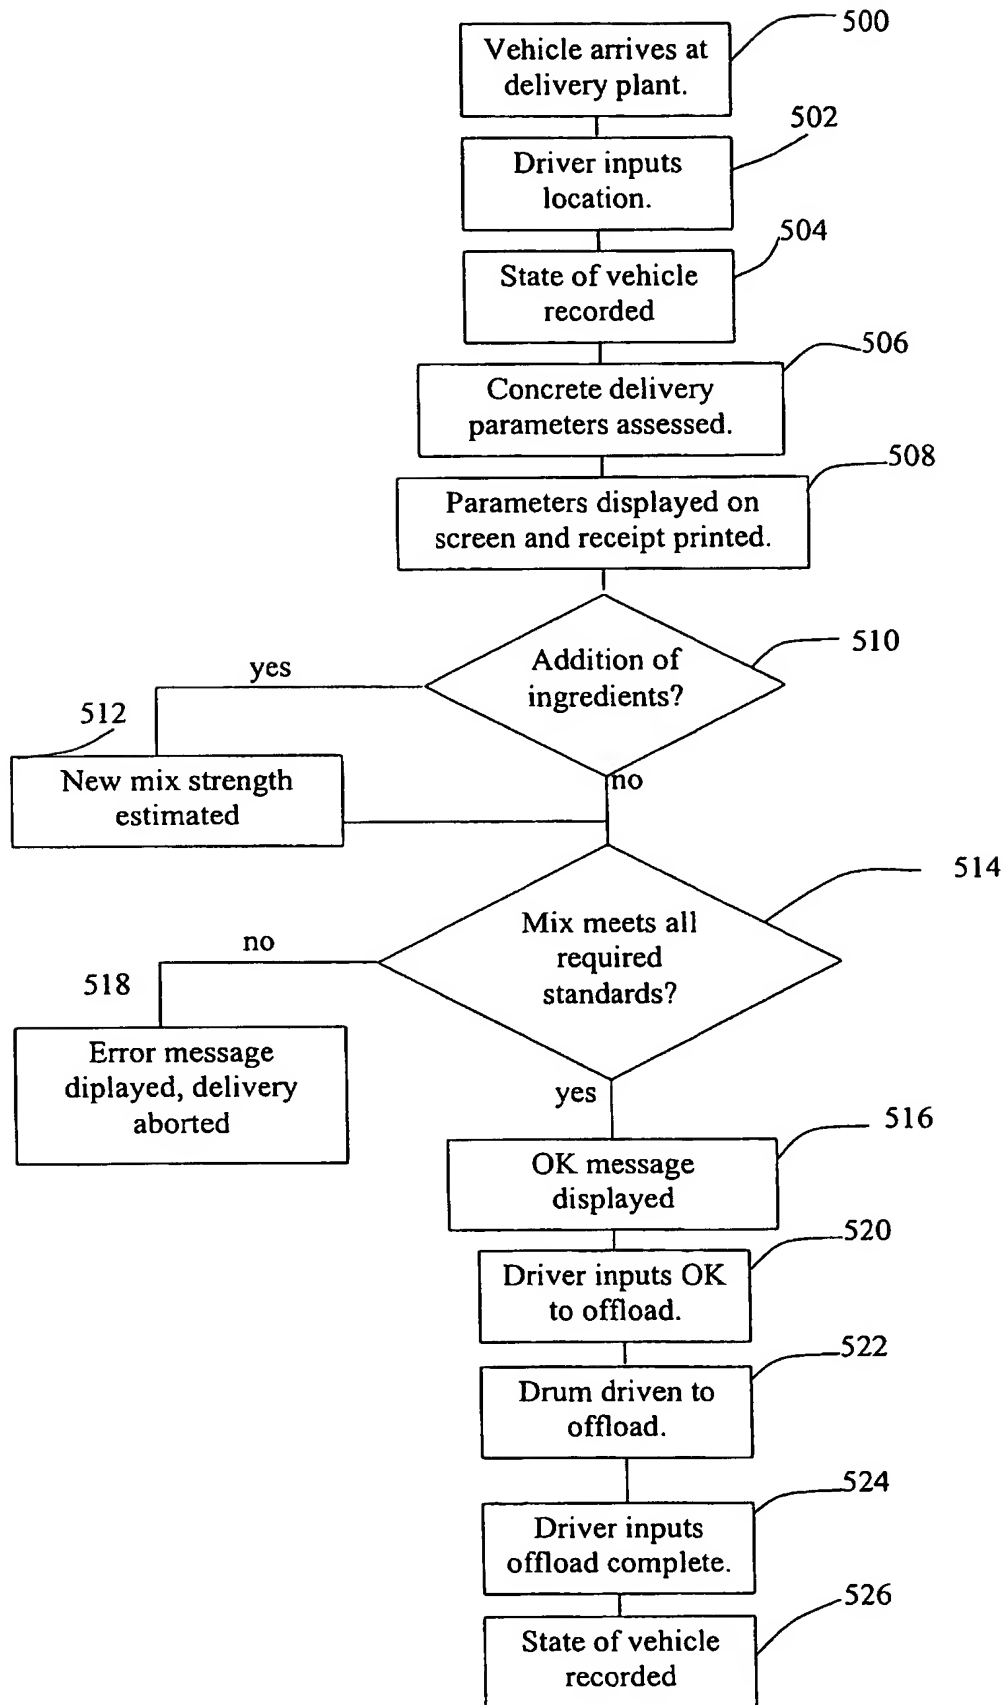 500
Vehicle arrives at
delivery plant.
502
Driver inputs
location.
504
State of vehicle
recorded
506
Concrete delivery
parameters assessed.
508
Parameters displayed on
screen and receipt printed.
510
Addition of
ingredients?
yes
512
New mix strength
estimated
no
514
Mix meets all
required
standards?
no
518
Error message
diplayed, delivery
aborted
yes
516
OK message
displayed
520
Driver inputs OK
to offload.
522
Drum driven to
offload.
524
Driver inputs
offload complete.
526
State of vehicle
recorded